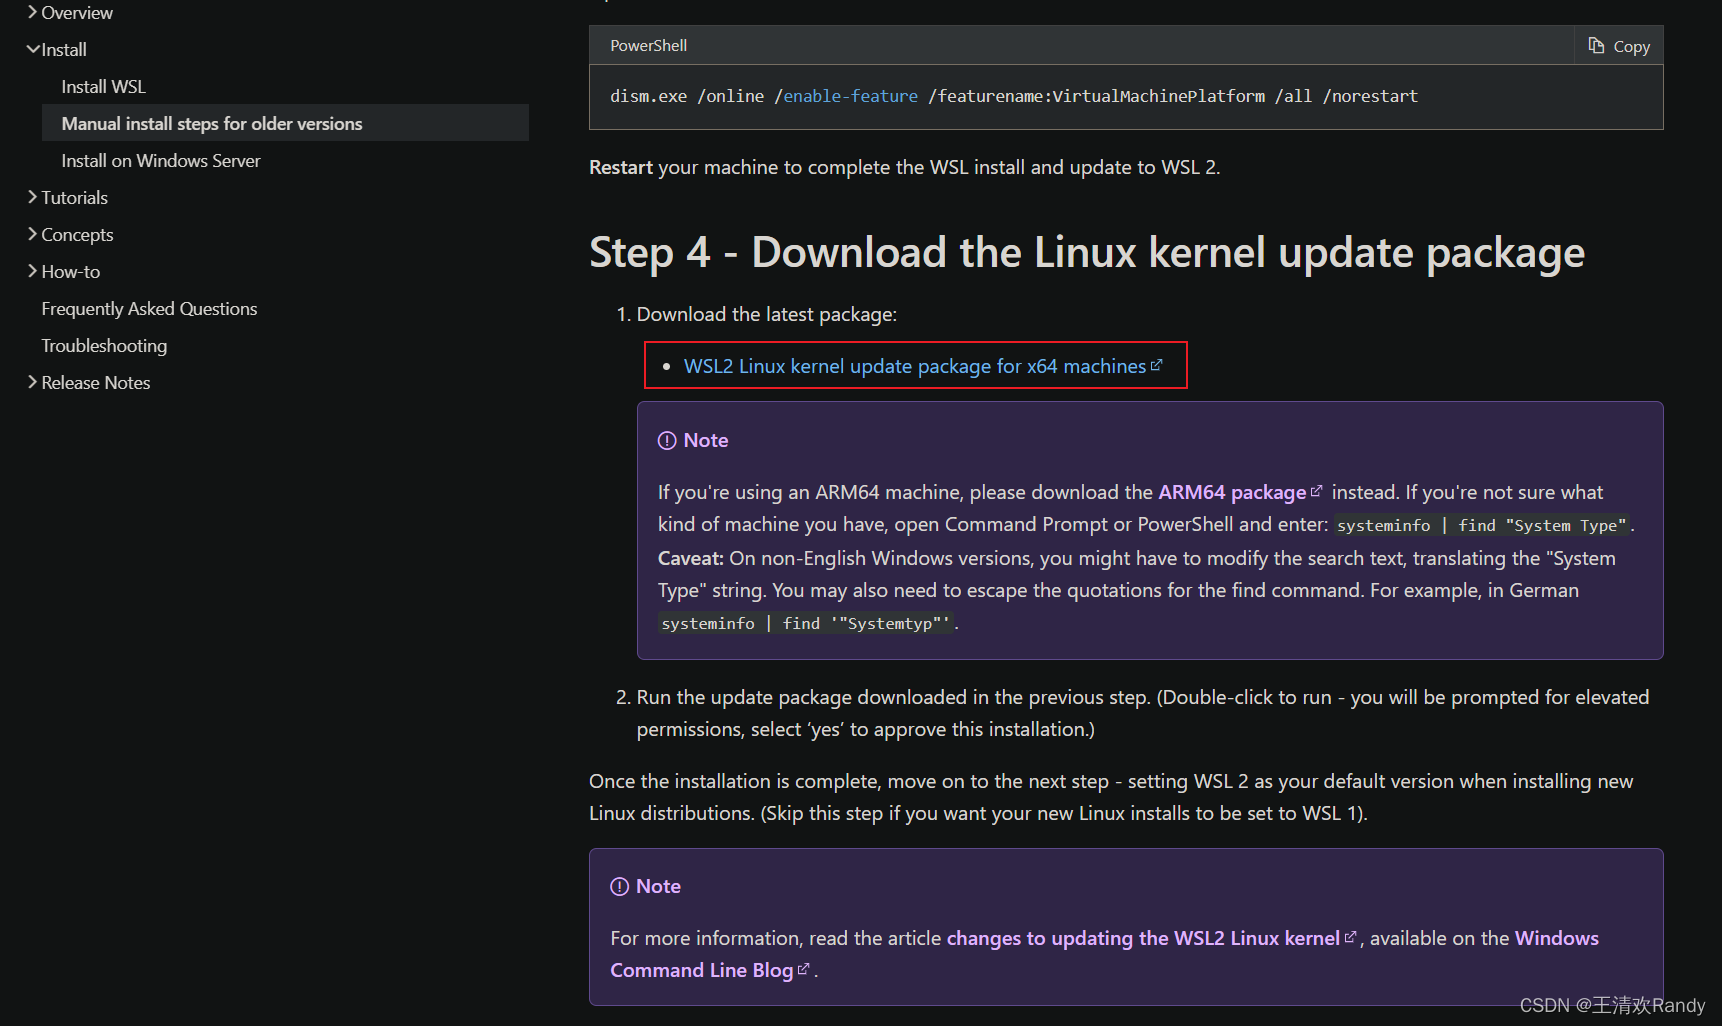 Overview
Install
Install WSL
Manual install steps for older versions
Install on Windows Server
Tutorials
Concepts
How-to
Frequently Asked Questions
Troubleshooting
Release Notes
PowerShell
Copy
dism.exe /online /enable-feature /featurename:VirtualMachinePlatform /all /norestart
Restart your machine to complete the WSL install and update to WSL 2.
Step 4 - Download the Linux kernel update package
1. Download the latest package:
• WSL2 Linux kernel update package for x64 machines
Note
If you're using an ARM64 machine, please download the ARM64 package instead. If you're not sure what
kind of machine you have, open Command Prompt or PowerShell and enter: systeminfo | find "System Type".
Caveat: On non-English Windows versions, you might have to modify the search text, translating the "System
Type" string. You may also need to escape the quotations for the find command. For example, in German
systeminfo | find '"Systemtyp"'.
2. Run the update package downloaded in the previous step. (Double-click to run - you will be prompted for elevated
permissions, select ‘yes’ to approve this installation.)
Once the installation is complete, move on to the next step - setting WSL 2 as your default version when installing new
Linux distributions. (Skip this step if you want your new Linux installs to be set to WSL 1).
Note
For more information, read the article changes to updating the WSL2 Linux kernel, available on the Windows
Command Line Blog.
CSDN @王清欢Randy